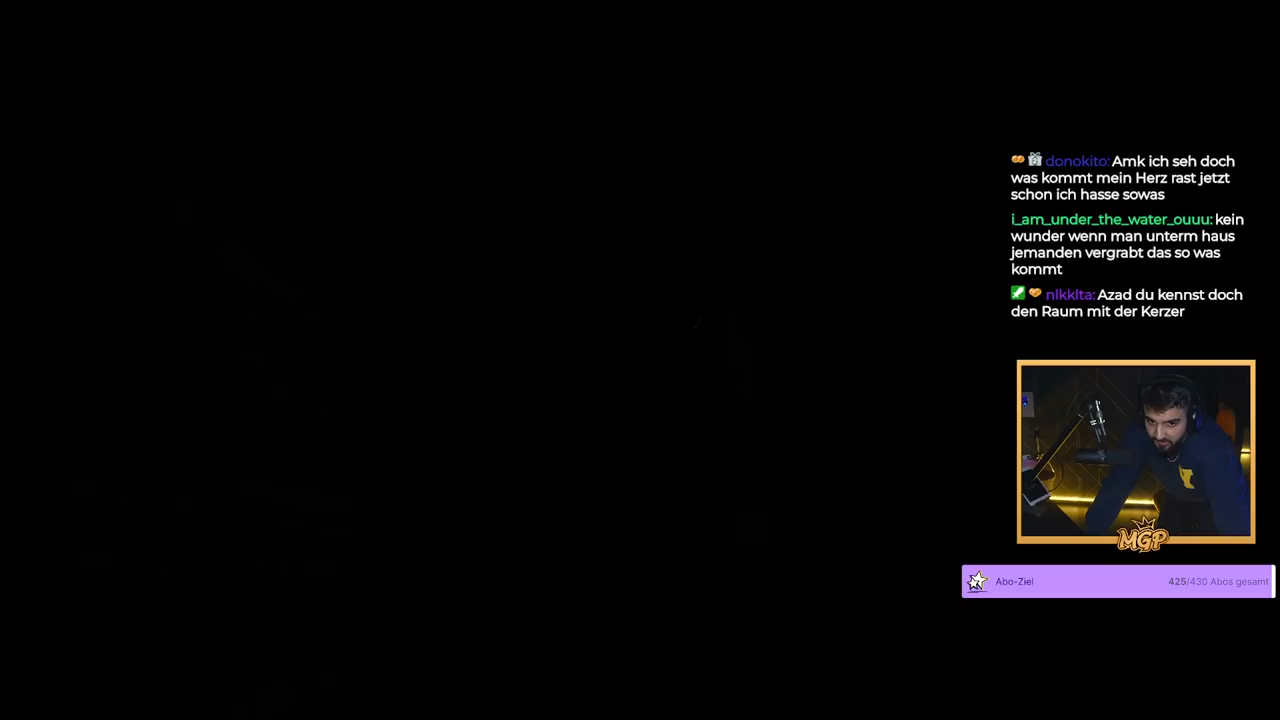 donokito: Amk ich seh doch
was kommt mein Herz rast jetzt
schon ich hasse sowas
i_am_under_the_water_ouuu: kein
wunder wenn man unterm haus
jemanden vergrabt das so was
kommt
nlkklta: Azad du kennst doch
den Raum mit der Kerzer
MGP
Abo-Ziel 425/430 Abos gesamt